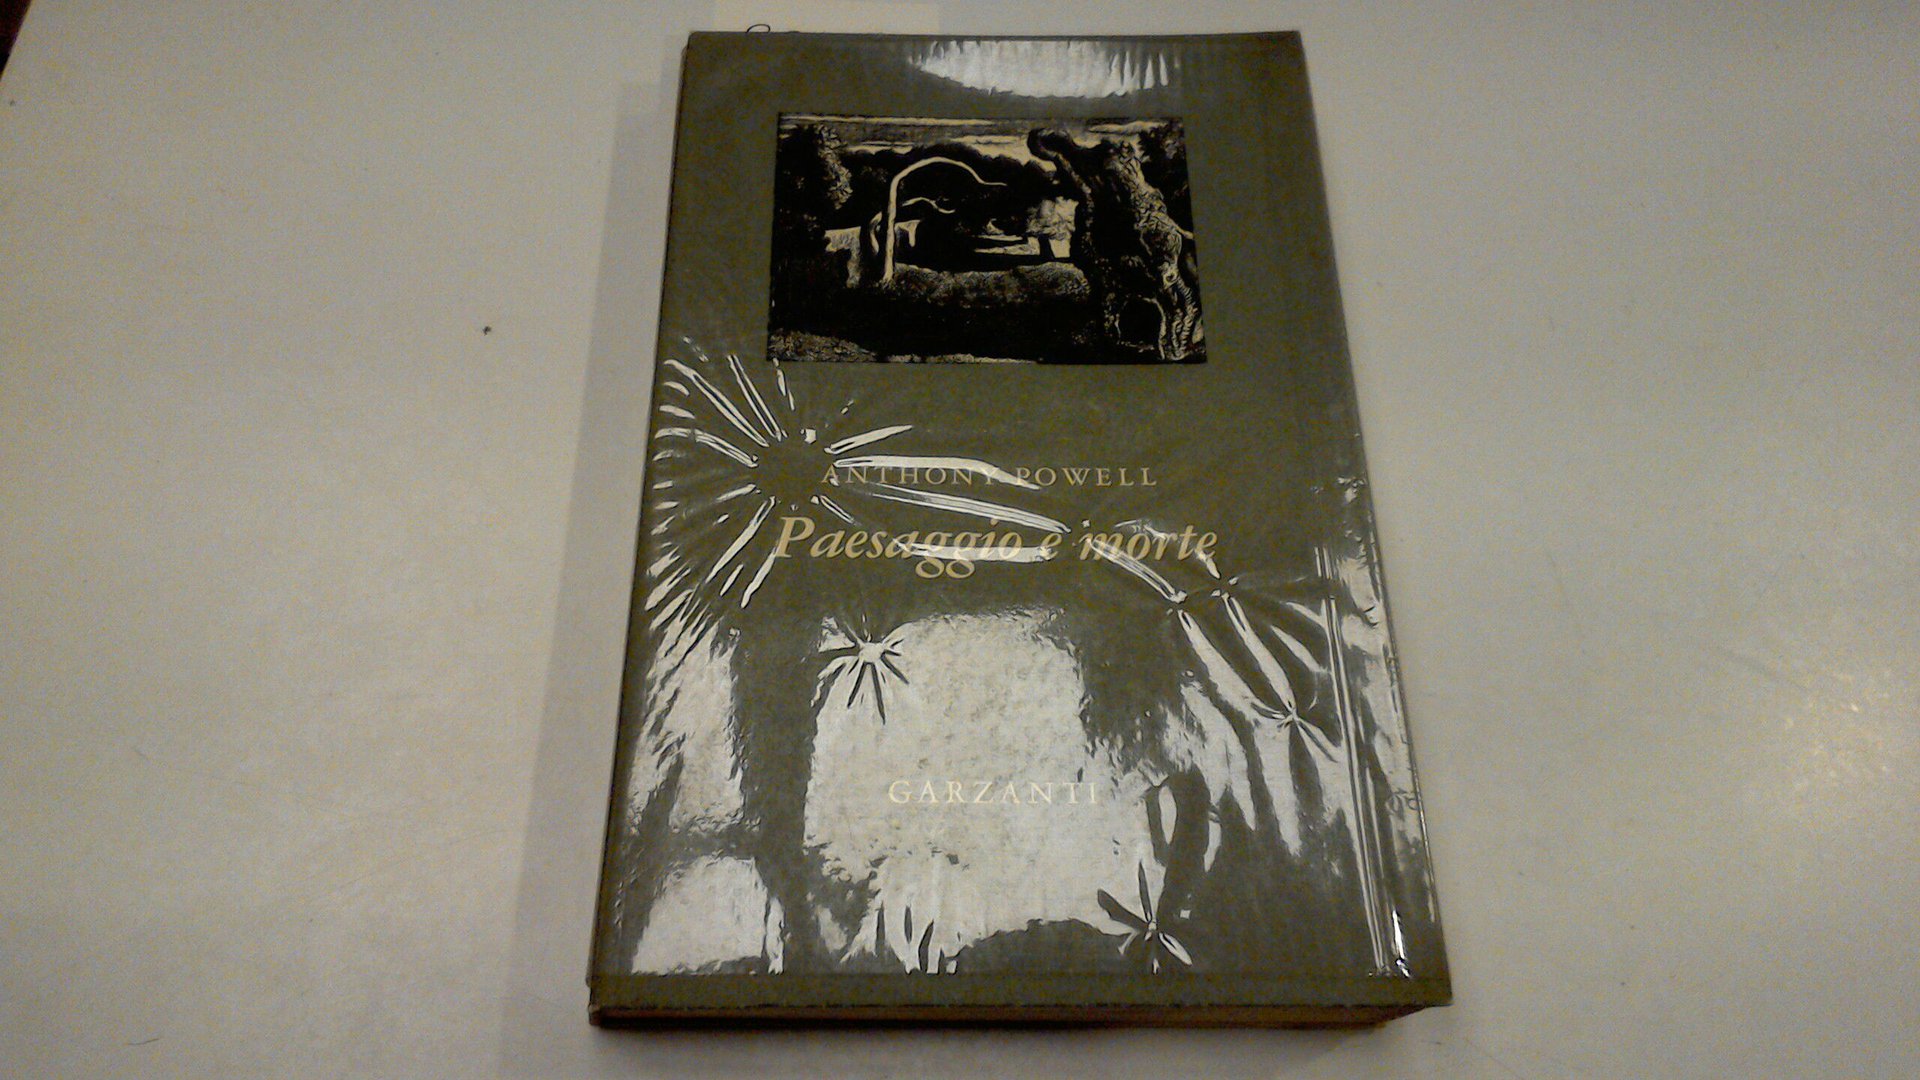 ANTHONY POWELL
Paesaggio e morte
GARZANTI